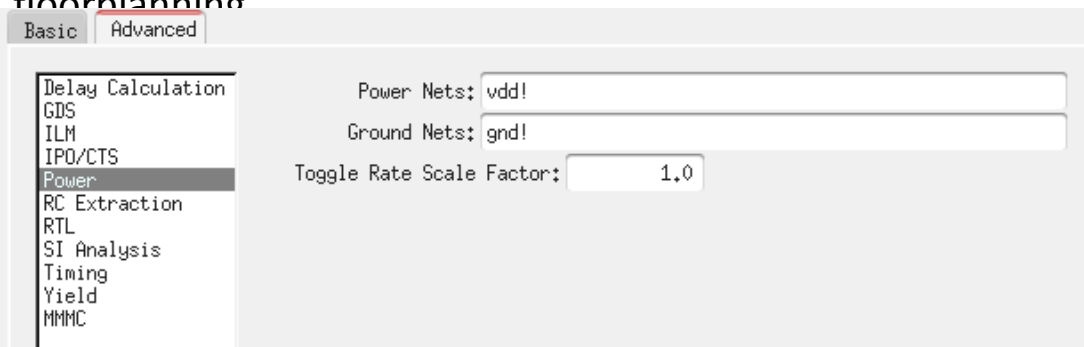 floorplanning
Basic Advanced
Delay Calculation
GDS
ILM
IPO/CTS
Power
RC Extraction
RTL
SI Analysis
Timing
Yield
MMMC
Power Nets: vdd!
Ground Nets: gnd!
Toggle Rate Scale Factor: 1.0